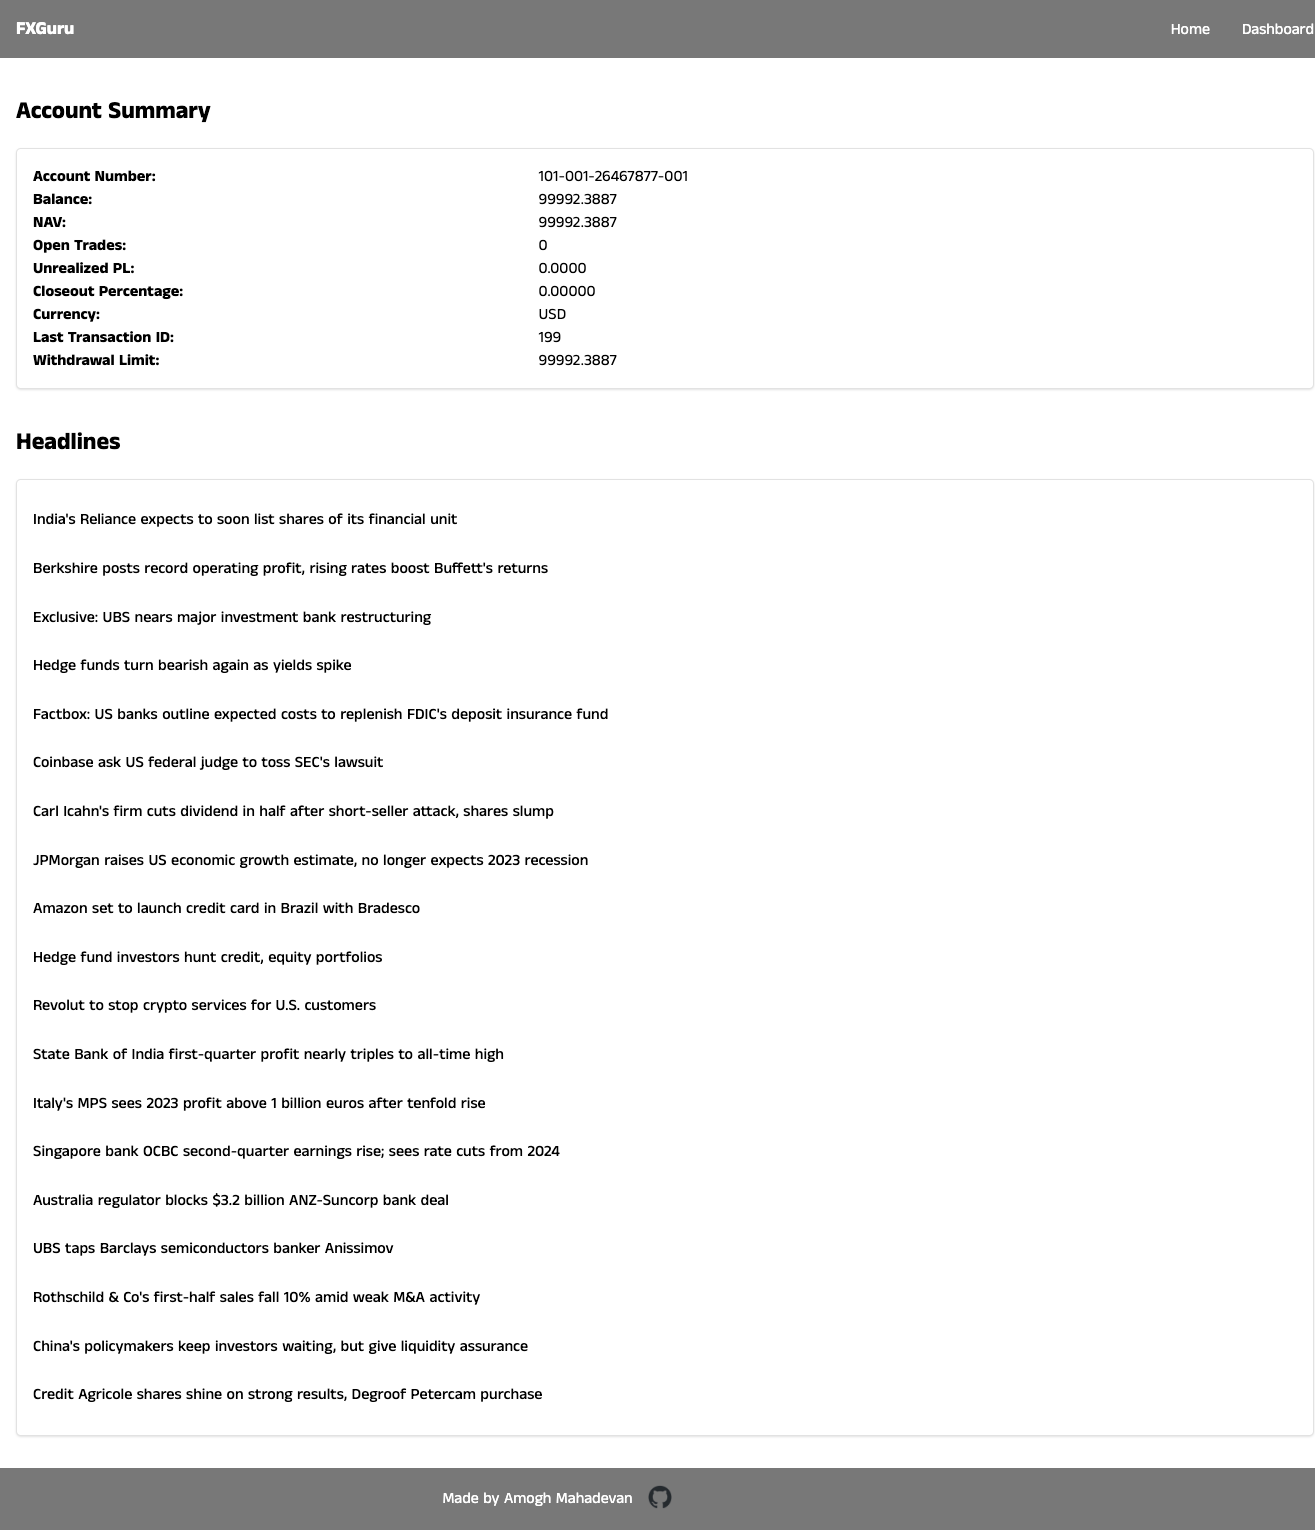 FXGuru
Home Dashboard
Account Summary
Account Number: 101-001-26467877-001
Balance: 99992.3887
NAV: 99992.3887
Open Trades: 0
Unrealized PL: 0.0000
Closeout Percentage: 0.00000
Currency: USD
Last Transaction ID: 199
Withdrawal Limit: 99992.3887
Headlines
India's Reliance expects to soon list shares of its financial unit
Berkshire posts record operating profit, rising rates boost Buffett's returns
Exclusive: UBS nears major investment bank restructuring
Hedge funds turn bearish again as yields spike
Factbox: US banks outline expected costs to replenish FDIC's deposit insurance fund
Coinbase ask US federal judge to toss SEC's lawsuit
Carl Icahn's firm cuts dividend in half after short-seller attack, shares slump
JPMorgan raises US economic growth estimate, no longer expects 2023 recession
Amazon set to launch credit card in Brazil with Bradesco
Hedge fund investors hunt credit, equity portfolios
Revolut to stop crypto services for U.S. customers
State Bank of India first-quarter profit nearly triples to all-time high
Italy's MPS sees 2023 profit above 1 billion euros after tenfold rise
Singapore bank OCBC second-quarter earnings rise; sees rate cuts from 2024
Australia regulator blocks $3.2 billion ANZ-Suncorp bank deal
UBS taps Barclays semiconductors banker Anissimov
Rothschild & Co's first-half sales fall 10% amid weak M&A activity
China's policymakers keep investors waiting, but give liquidity assurance
Credit Agricole shares shine on strong results, Degroof Petercam purchase
Made by Amogh Mahadevan